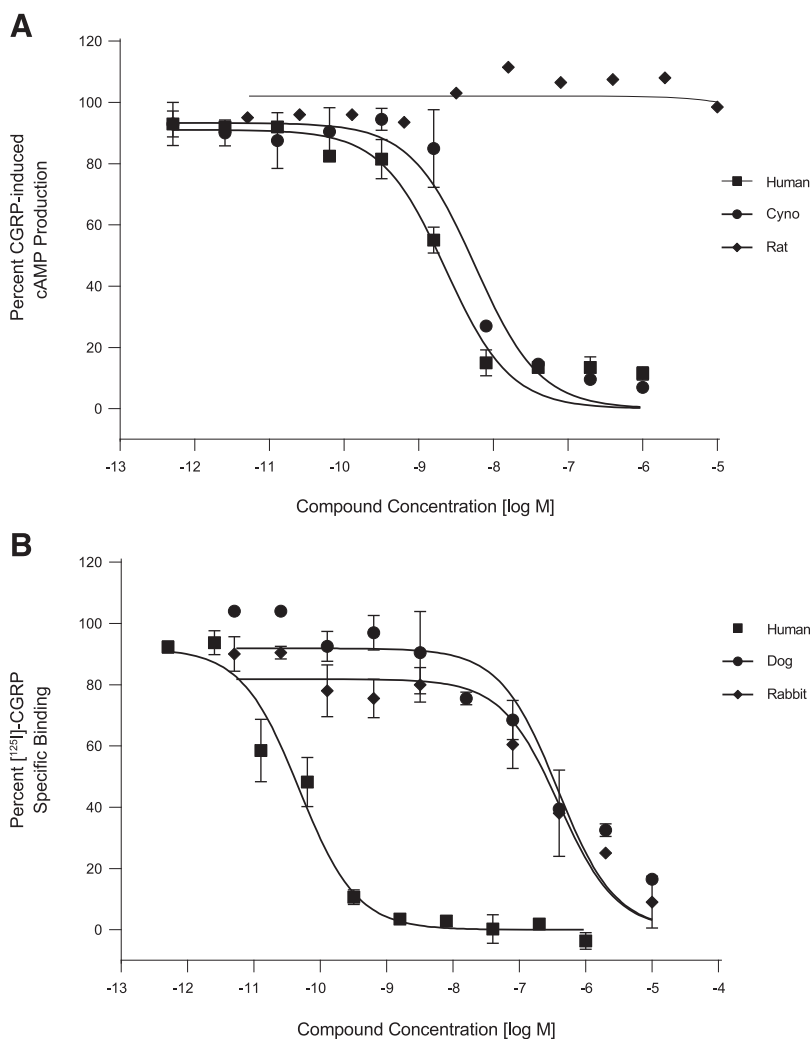 A
120
100
80
60
40
20
0
Percent CGRP-induced
cAMP Production
-13 -12 -11 -10 -9 -8 -7 -6 -5
Compound Concentration [log M]
Human
Cyno
Rat
B
120
100
80
60
40
20
0
Percent [¹²⁵I]-CGRP
Specific Binding
-13 -12 -11 -10 -9 -8 -7 -6 -5 -4
Compound Concentration [log M]
Human
Dog
Rabbit